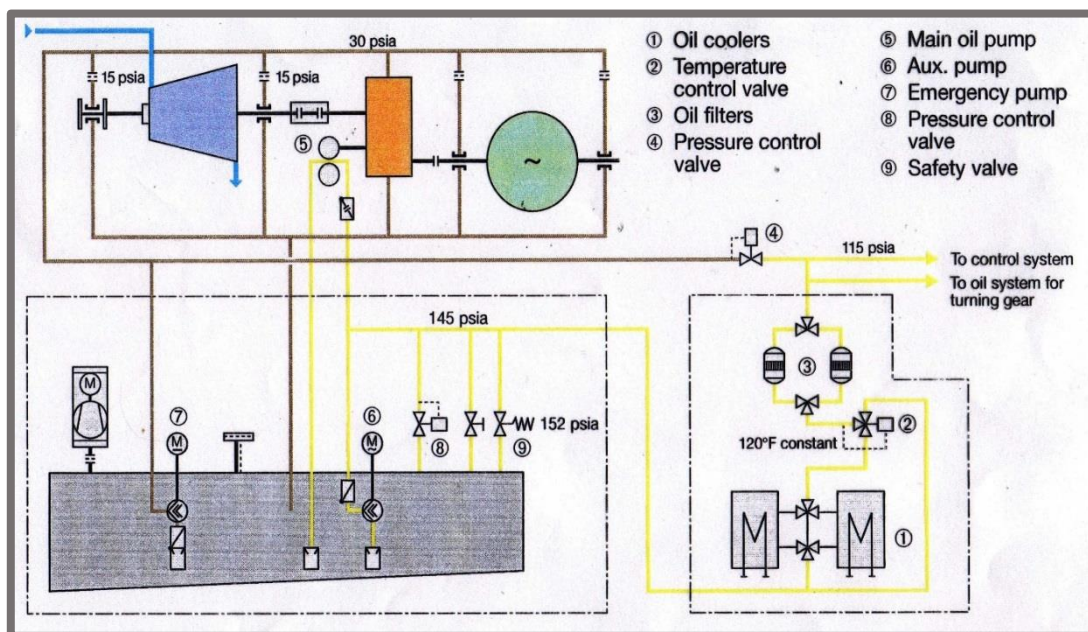 30 psia
15 psia
15 psia
⑤
~
① Oil coolers
② Temperature
control valve
③ Oil filters
④ Pressure control
valve
⑤ Main oil pump
⑥ Aux. pump
⑦ Emergency pump
⑧ Pressure control
valve
⑨ Safety valve
④
115 psia
To control system
To oil system for
turning gear
145 psia
M
⑦
M
⑥
M
⑧
⑨
152 psia
③
②
120°F constant
①